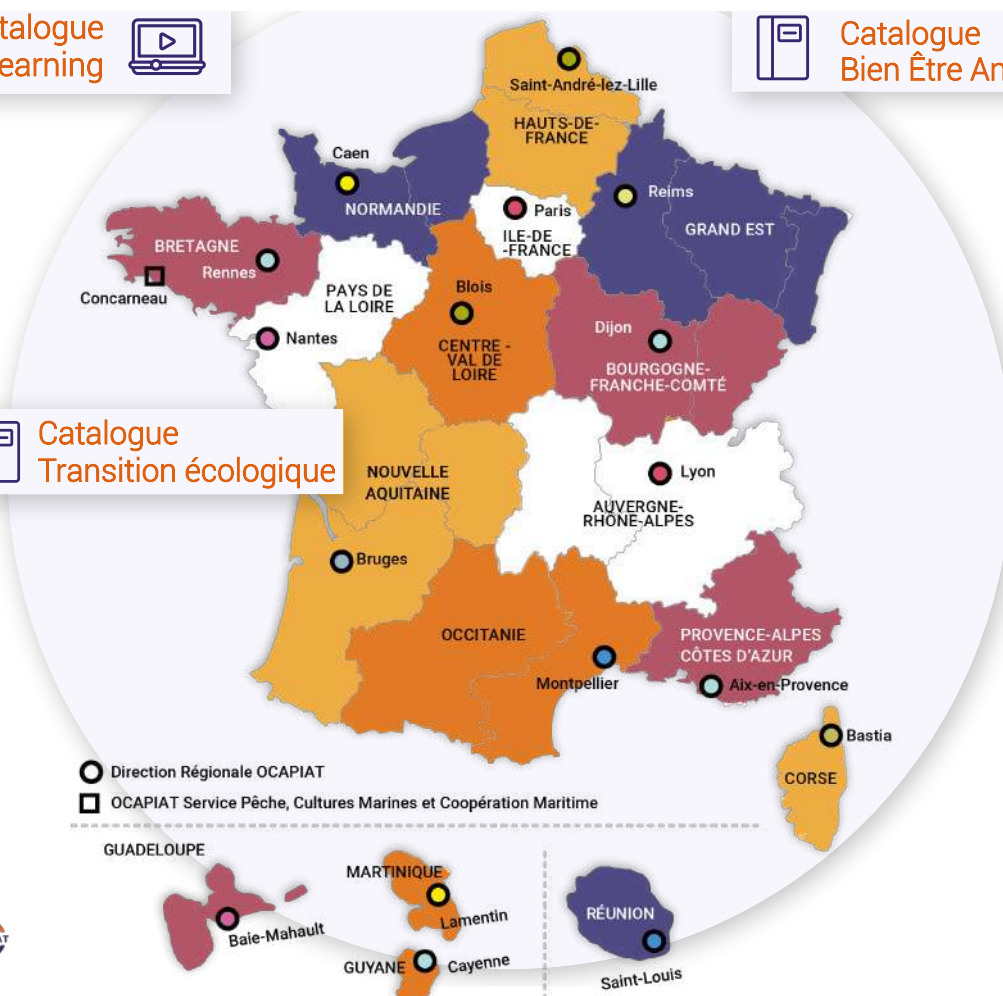 talogue
earning
Catalogue
Bien Être An
Saint-André-lez-Lille
HAUTS-DE-
FRANCE
Caen
NORMANDIE
Reims
GRAND EST
Paris
ILE-DE
-FRANCE
BRETAGNE
Rennes
Concarneau
PAYS DE
LA LOIRE
Nantes
Blois
CENTRE -
VAL DE
LOIRE
Dijon
BOURGOGNE-
FRANCHE-COMTÉ
Catalogue
Transition écologique
NOUVELLE
AQUITAINE
Lyon
AUVERGNE-
RHÔNE-ALPES
Bruges
OCCITANIE
Montpellier
PROVENCE-ALPES
CÔTES D'AZUR
Aix-en-Provence
Bastia
CORSE
Direction Régionale OCAPIAT
OCAPIAT Service Pêche, Cultures Marines et Coopération Maritime
GUADELOUPE
Baie-Mahault
MARTINIQUE
Lamentin
GUYANE
Cayenne
RÉUNION
Saint-Louis